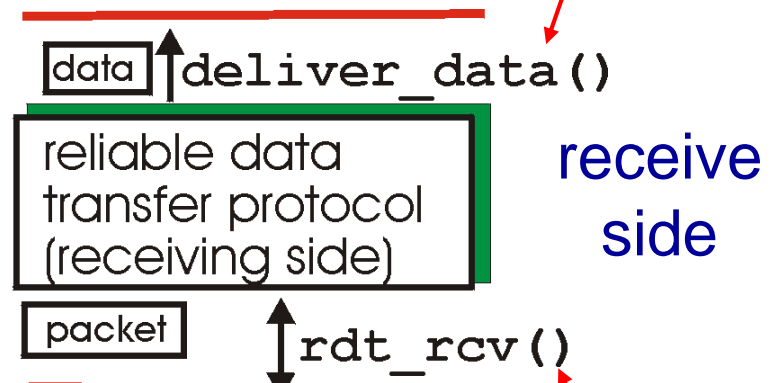 data deliver_data()
reliable data
transfer protocol
(receiving side)
receive
side
packet rdt_rcv()